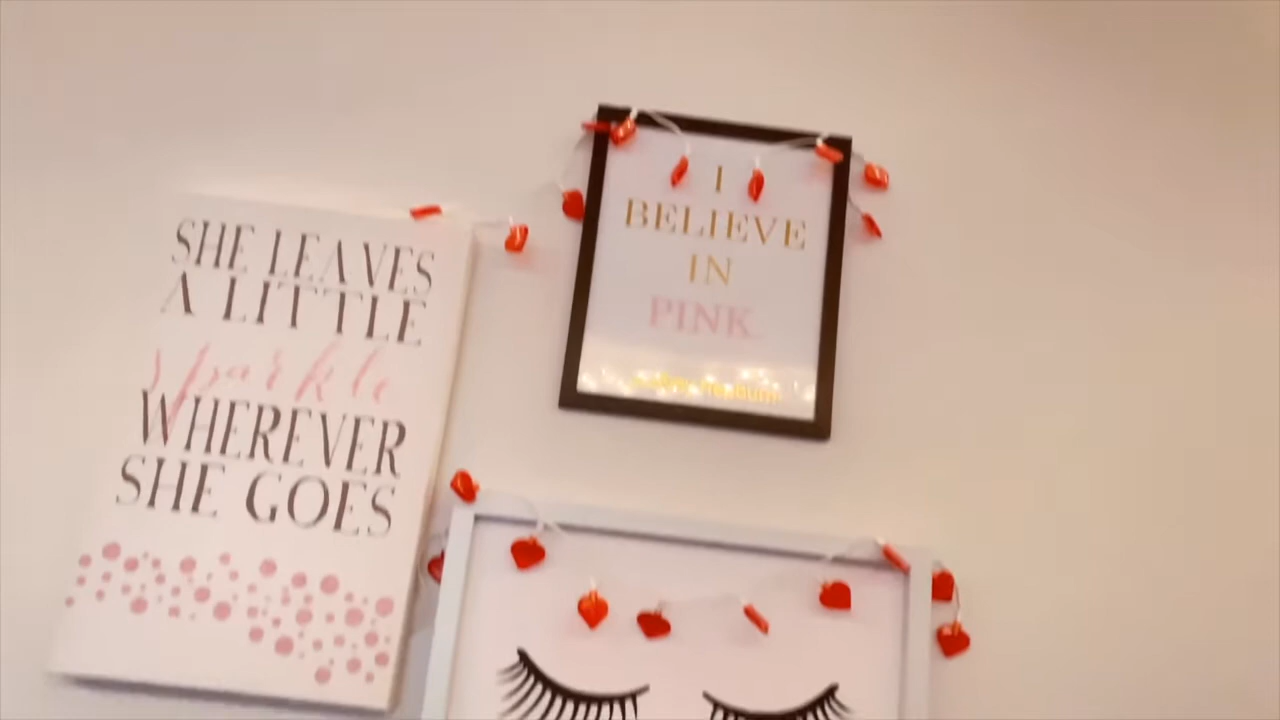 SHE LEAVES
A LITTLE
sparkle
WHEREVER
SHE GOES
I
BELIEVE
IN
PINK